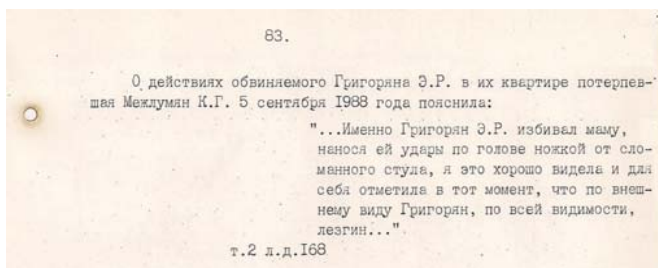 83.
О действиях обвиняемого Григоряна Э.Р. в их квартире потерпев-
шая Межлумян К.Г. 5 сентября 1988 года пояснила:
"...Именно Григорян Э.Р. избивал маму,
нанося ей удары по голове ножкой от сло-
манного стула, я это хорошо видела и для
себя отметила в тот момент, что по внеш-
нему виду Григорян, по всей видимости,
лезгин...".
т.2 л.д.168